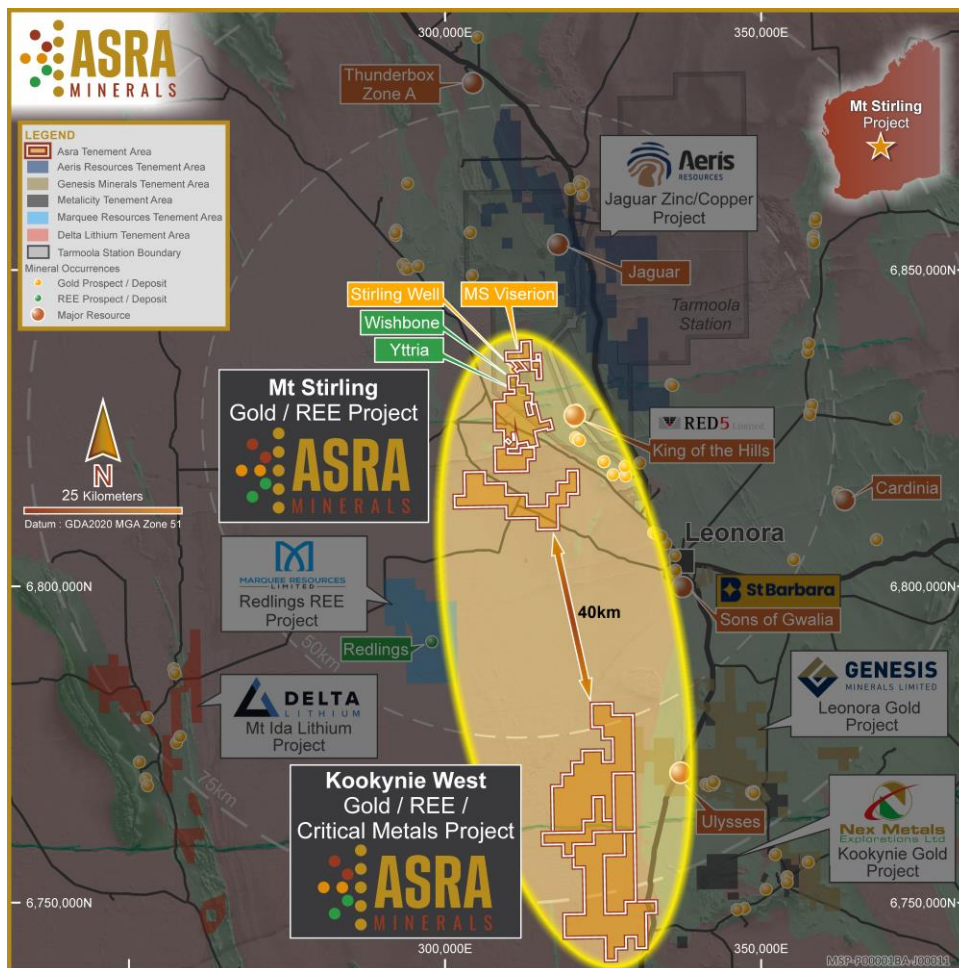 ASRA
MINERALS
300,000E
350,000E
Thunderbox
Zone A
Mt Stirling
Project
LEGEND
Asra Tenement Area
Aeris Resources Tenement Area
Genesis Minerals Tenement Area
Metalicity Tenement Area
Marquee Resources Tenement Area
Delta Lithium Tenement Area
Tarmoola Station Boundary
Mineral Occurrences
Gold Prospect / Deposit
REE Prospect / Deposit
Major Resource
Aeris
RESOURCES
Jaguar Zinc/Copper
Project
Jaguar
6,850,000N
6,850,000N
Stirling Well
MS Viserion
Wishbone
Yttria
Tarmoola
Station
Mt Stirling
Gold / REE Project
ASRA
MINERALS
RED5 Limited
King of the Hills
Cardinia
N
25 Kilometers
Datum : GDA2020 MGA Zone 51
Leonora
MARQUEE RESOURCES
LIMITED
Redlings REE
Project
6,800,000N
6,800,000N
St Barbara
Sons of Gwalia
40km
Redlings
50km
DELTA
LITHIUM
Mt Ida Lithium
Project
GENESIS
MINERALS LIMITED
Leonora Gold
Project
75km
Kookynie West
Gold / REE /
Critical Metals Project
ASRA
MINERALS
Ulysses
Nex Metals
Explorations Ltd
Kookynie Gold
Project
6,750,000N
6,750,000N
300,000E
350,000E
MSP-P00001BA-J00011